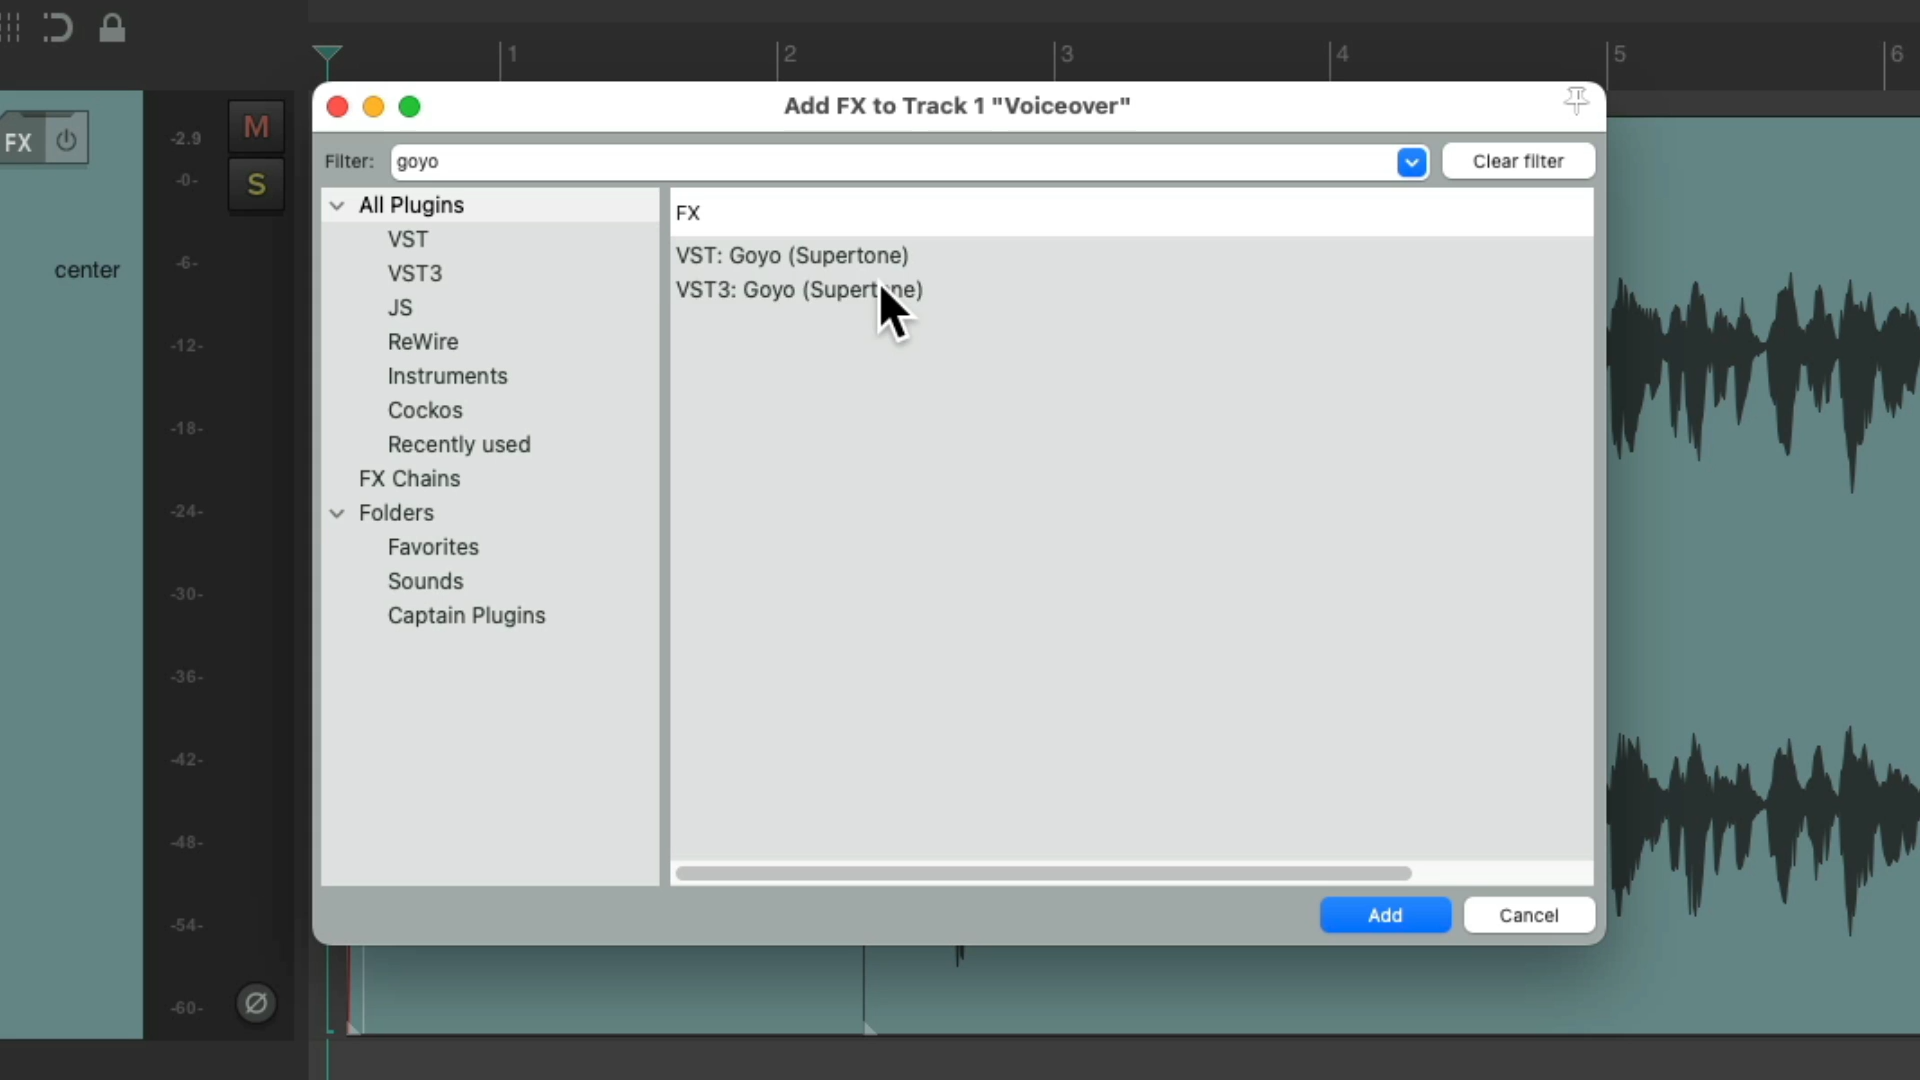 1 2 3 4 5 6
Add FX to Track 1 "Voiceover"
FX
-2.9
M
Filter: goyo
Clear filter
-0-
S
All Plugins
FX
VST
VST: Goyo (Supertone)
center
-6-
VST3
VST3: Goyo (Supertone)
JS
ReWire
-12-
Instruments
Cockos
-18-
Recently used
FX Chains
-24-
Folders
Favorites
Sounds
-30-
Captain Plugins
-36-
-42-
-48-
-54-
Add
Cancel
-60-